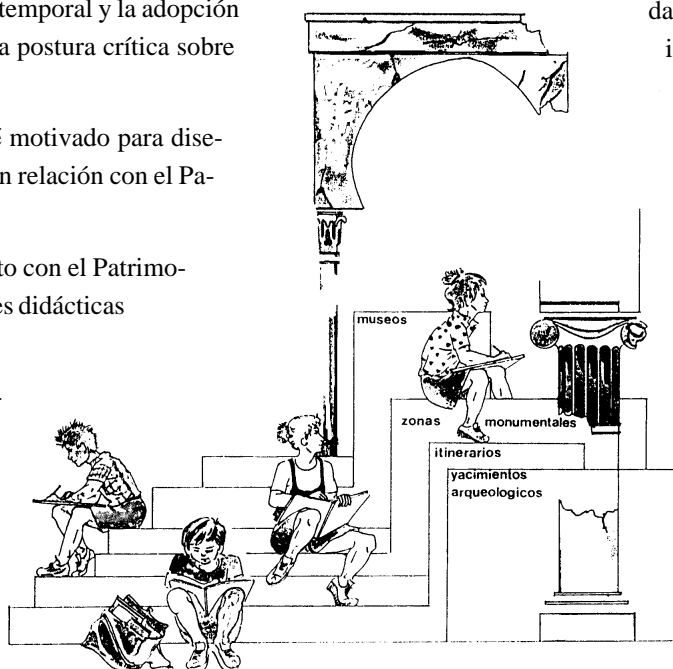 temporal y la adopción
a postura crítica sobre
motivado para dise-
n relación con el Pa-
to con el Patrimo-
es didácticas
da
i
museos
zonas monumentales
itinerarios
yacimientos
arqueologicos